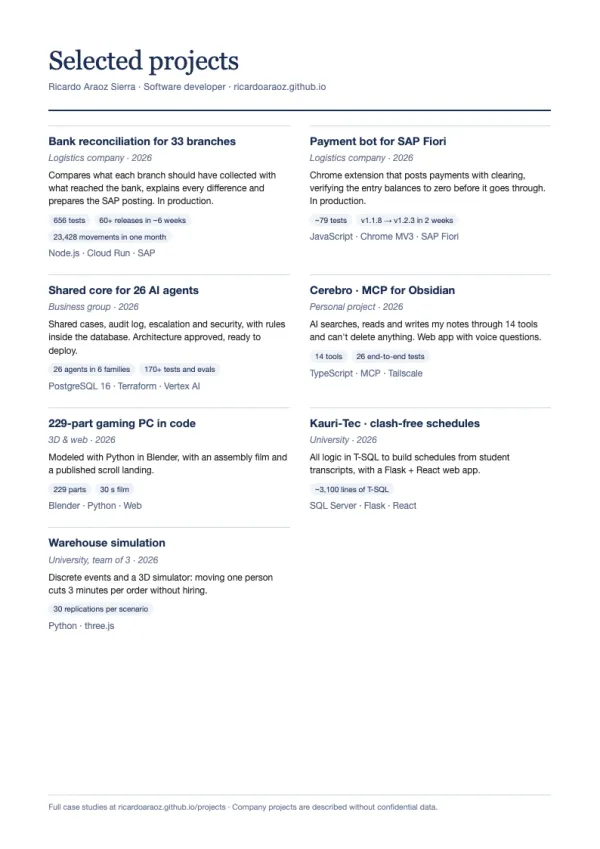 Selected projects
Ricardo Araoz Sierra · Software developer · ricardoaraoz.github.io
Bank reconciliation for 33 branches
Logistics company · 2026
Compares what each branch should have collected with
what reached the bank, explains every difference and
prepares the SAP posting. In production.
656 tests 60+ releases in ~6 weeks
23,428 movements in one month
Node.js · Cloud Run · SAP
Payment bot for SAP Fiori
Logistics company · 2026
Chrome extension that posts payments with clearing,
verifying the entry balances to zero before it goes through.
In production.
~79 tests v1.1.8 → v1.2.3 in 2 weeks
JavaScript · Chrome MV3 · SAP Fiori
Shared core for 26 AI agents
Business group · 2026
Shared cases, audit log, escalation and security, with rules
inside the database. Architecture approved, ready to
deploy.
26 agents in 6 families 170+ tests and evals
PostgreSQL 16 · Terraform · Vertex AI
Cerebro · MCP for Obsidian
Personal project · 2026
AI searches, reads and writes my notes through 14 tools
and can't delete anything. Web app with voice questions.
14 tools 26 end-to-end tests
TypeScript · MCP · Tailscale
229-part gaming PC in code
3D & web · 2026
Modeled with Python in Blender, with an assembly film and
a published scroll landing.
229 parts 30 s film
Blender · Python · Web
Kauri-Tec · clash-free schedules
University · 2026
All logic in T-SQL to build schedules from student
transcripts, with a Flask + React web app.
~3,100 lines of T-SQL
SQL Server · Flask · React
Warehouse simulation
University, team of 3 · 2026
Discrete events and a 3D simulator: moving one person
cuts 3 minutes per order without hiring.
30 replications per scenario
Python · three.js
Full case studies at ricardoaraoz.github.io/projects · Company projects are described without confidential data.